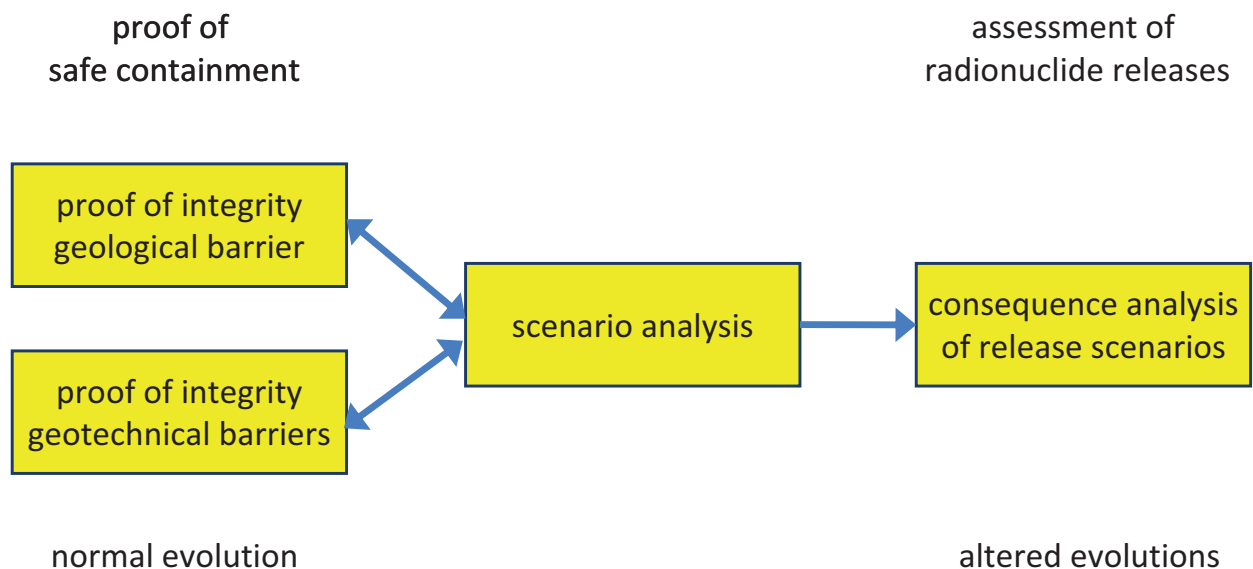 proof of
safe containment
assessment of
radionuclide releases
proof of integrity
geological barrier
scenario analysis
consequence analysis
of release scenarios
proof of integrity
geotechnical barriers
normal evolution
altered evolutions